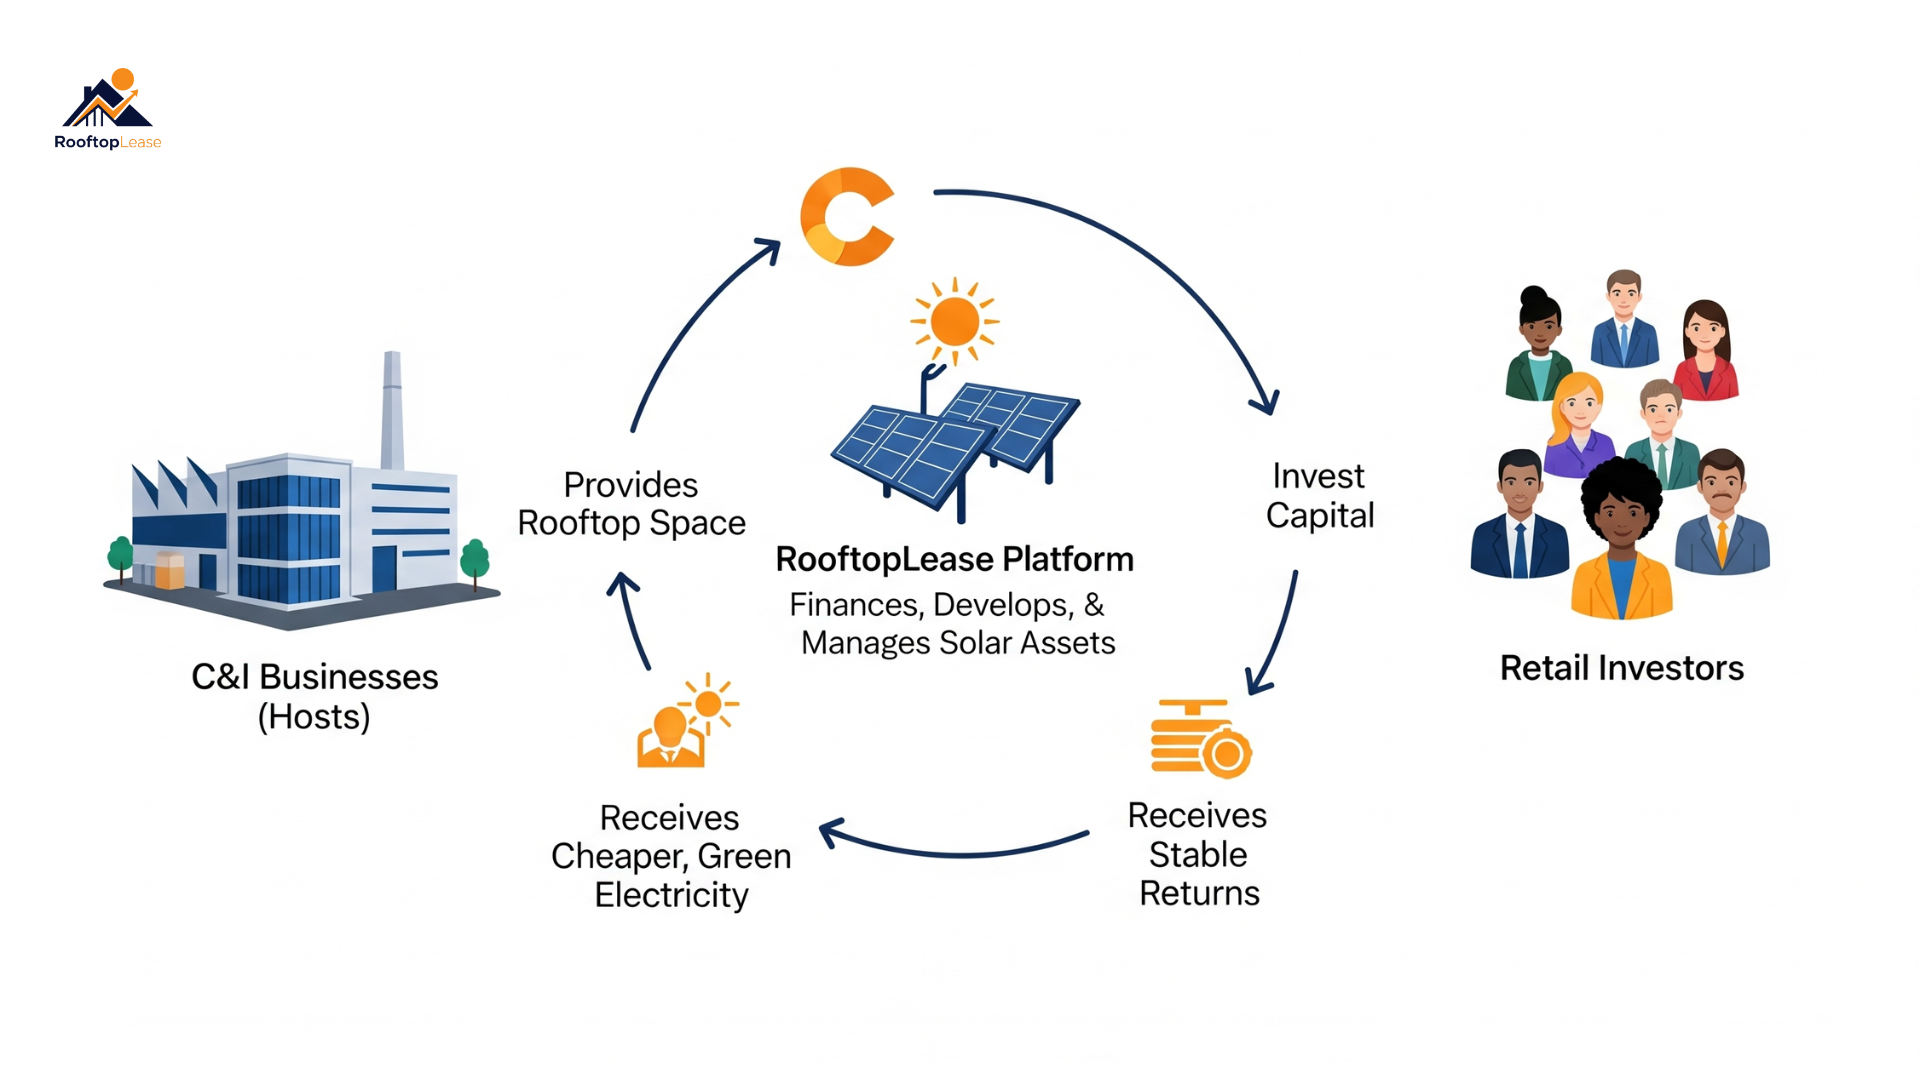 RooftopLease
Provides
Rooftop Space
Invest
Capital
RooftopLease Platform
Finances, Develops, &
Manages Solar Assets
C&I Businesses
(Hosts)
Retail Investors
Receives
Cheaper, Green
Electricity
Receives
Stable
Returns